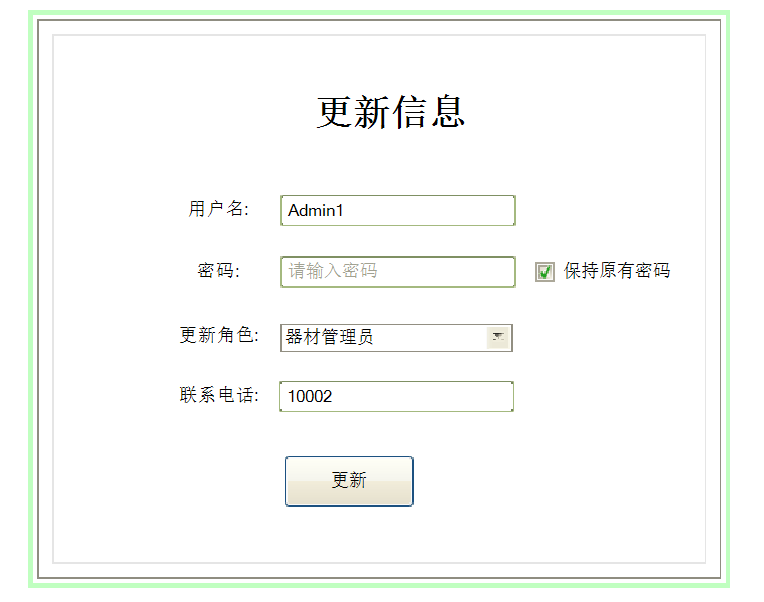 更新信息
用户名: Admin1
密码: 请输入密码 保持原有密码
更新角色: 器材管理员
联系电话: 10002
更新